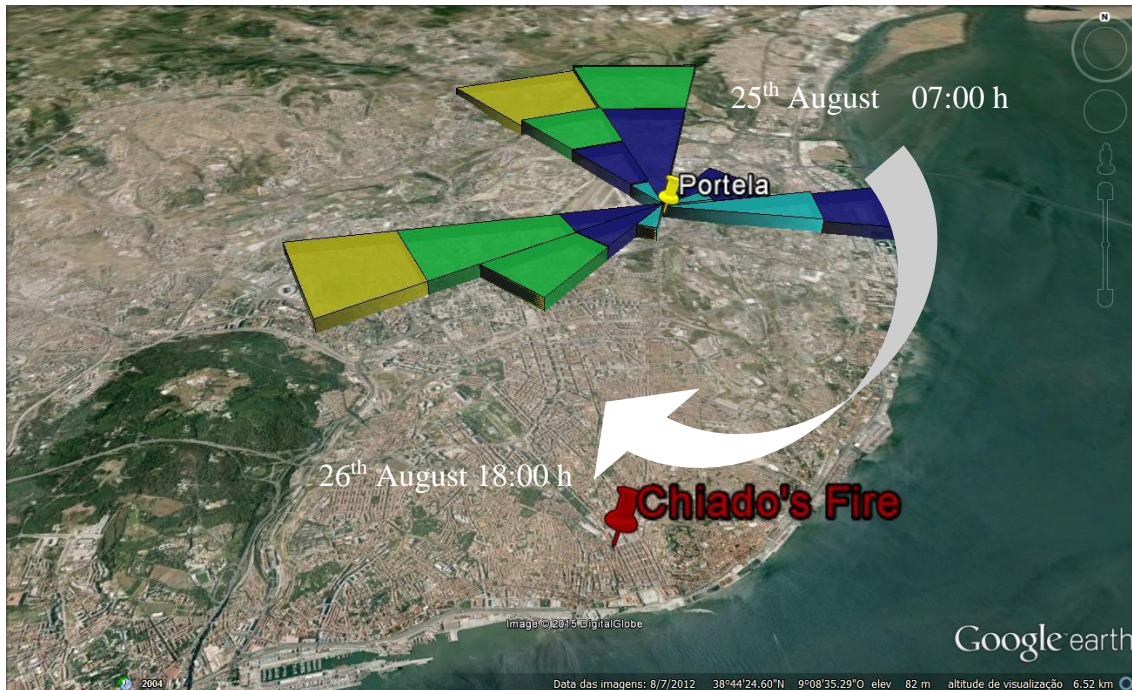 N
25th August 07:00 h
Portela
26th August 18:00 h
Chiado's Fire
Image © 2015 DigitalGlobe
Google earth
2004
Data das imagens: 8/7/2012 38°44'24.60"N 9°08'35.29"O elev 82 m altitude de visualização 6.52 km